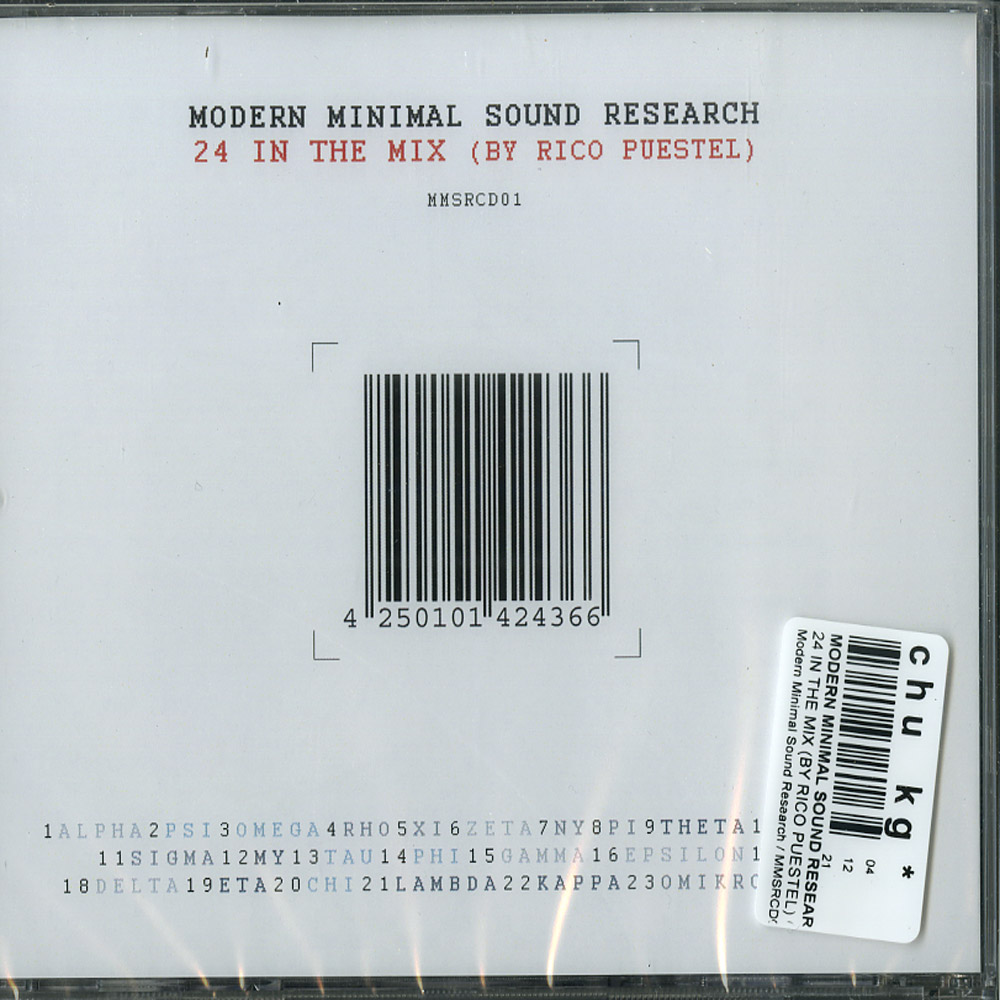 MODERN MINIMAL SOUND RESEARCH
24 IN THE MIX (BY RICO PUESTEL)
MMSRCD01
4 250101 424366
1ALPHA2PSI3OMEGA4RHO5XI6ZETA7NY8PI9THETA1
11SIGMA12MY13TAU14PHI15GAMMA16EPSILON1
18DELTA19ETA20CHI21LAMBDA22KAPPA23OMIKRO
chu kg *
04
12
21
MODERN MINIMAL SOUND RESEAR
24 IN THE MIX (BY RICO PUESTEL) (
Modern Minimal Sound Research / MMSRCD0